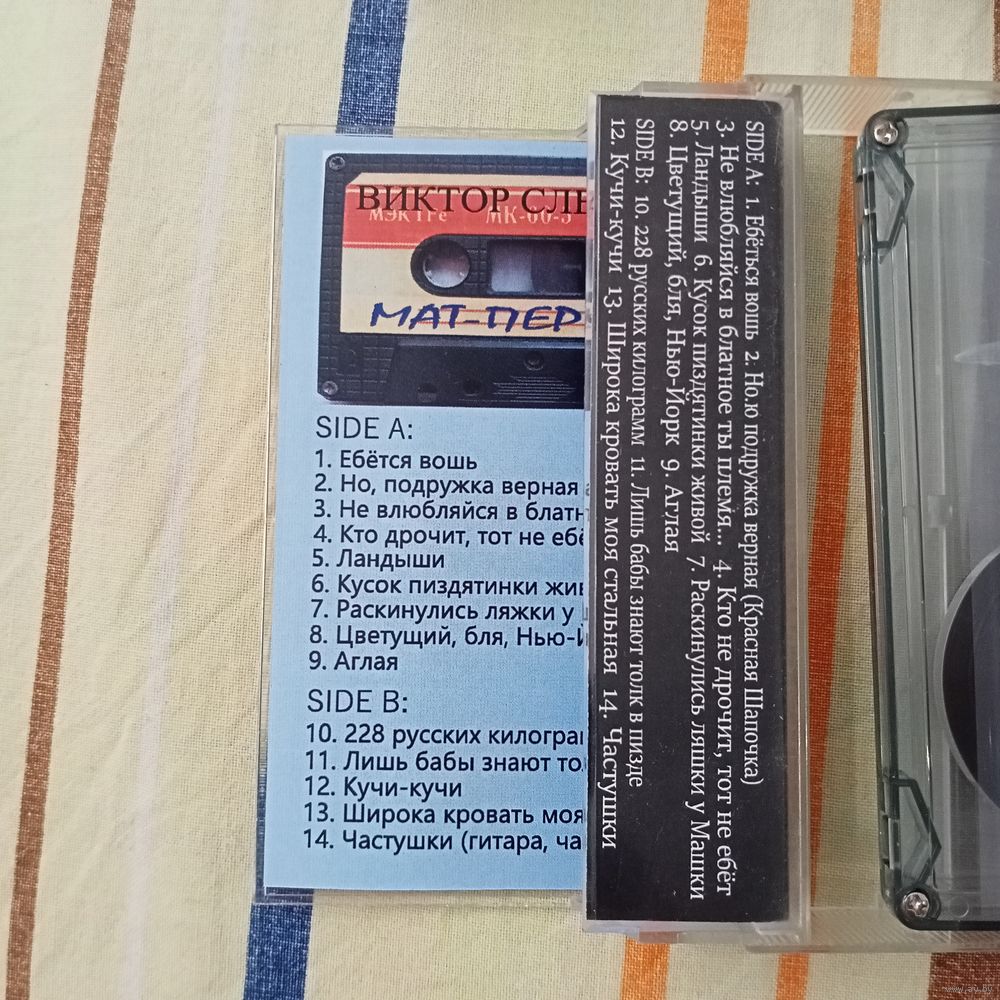 ВИКТОР СЛЕ
МЭК I Fe МК-60-5
МАТ-ПЕР
SIDE A:
1. Ебётся вошь
2. Но, подружка верная
3. Не влюбляйся в блатн
4. Кто дрочит, тот не ебё
5. Ландыши
6. Кусок пиздятинки жив
7. Раскинулись ляжки у
8. Цветущий, бля, Нью-Й
9. Аглая
SIDE B:
10. 228 русских килограм
11. Лишь бабы знают то
12. Кучи-кучи
13. Широка кровать моя
14. Частушки (гитара, ча
SIDE A: 1. Ебёться вошь 2. Но.ю подружка верная (Красная Шапочка)
3. Не влюбляйся в блатное ты племя... 4. Кто не дрочит, тот не ебёт
5. Ландыши 6. Кусок пиздятинки живой 7. Раскинулись ляшки у Машки
8. Цветущий, бля, Нью-Йорк 9. Аглая
SIDE B: 10. 228 русских килограмм 11. Лишь бабы знают толк в пизде
12. Кучи-кучи 13. Широка кровать моя стальная 14. Частушки